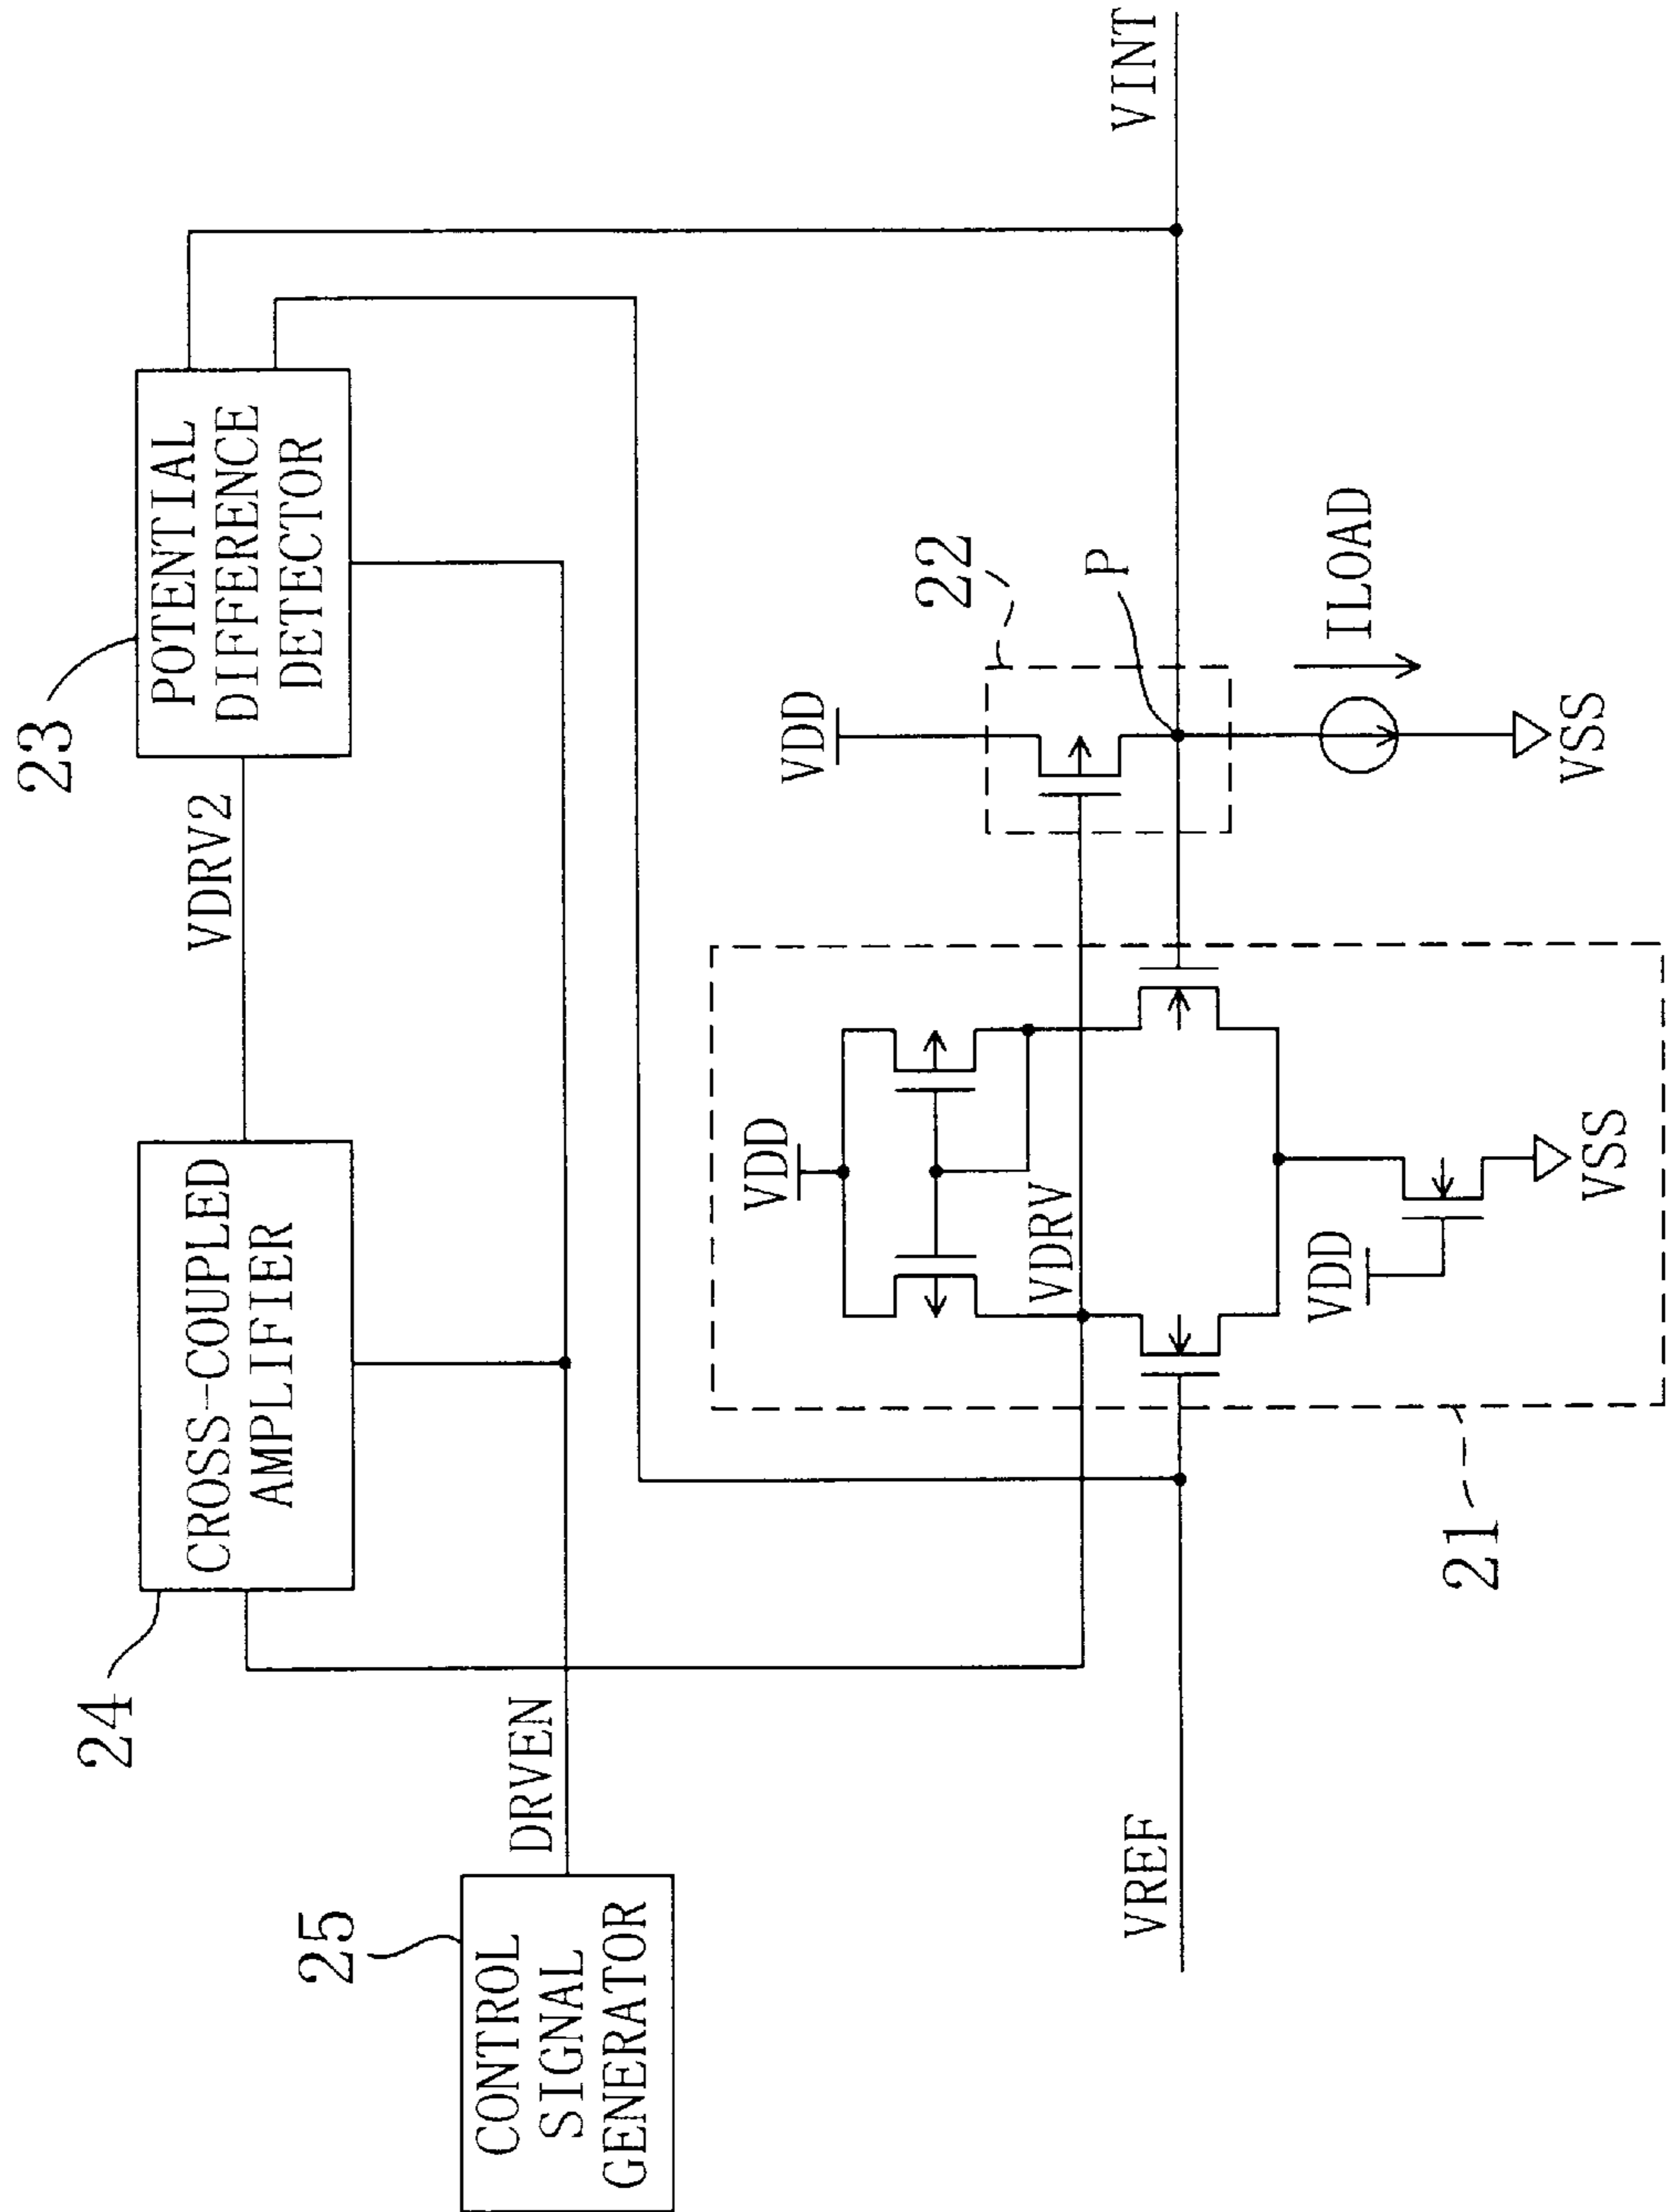 23
POTENTIAL
DIFFERENCE
DETECTOR
VDRV2
24
CROSS-COUPLED
AMPLIFIER
25
CONTROL
SIGNAL
GENERATOR
DRVEN
VINT
22
P
VDD
ILOAD
VSS
VDD
VDRV
VDD
VSS
VREF
21